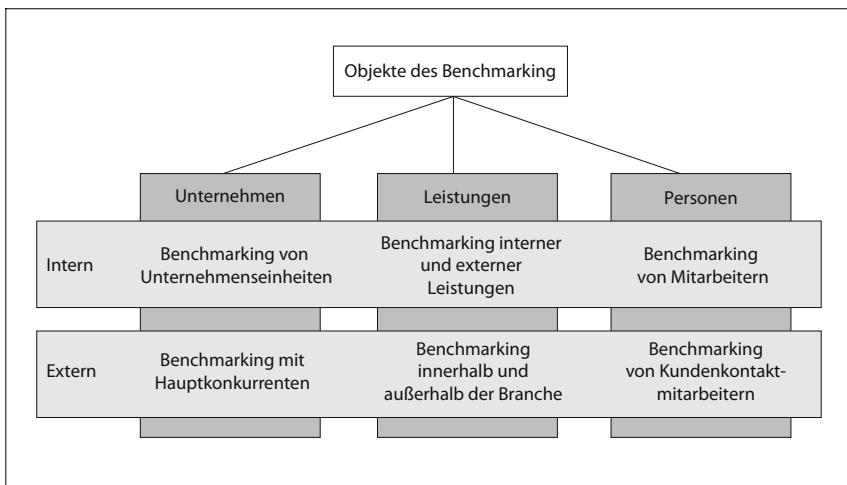 Objekte des Benchmarking
Unternehmen
Leistungen
Personen
Intern
Benchmarking von
Unternehmenseinheiten
Benchmarking interner
und externer
Leistungen
Benchmarking
von Mitarbeitern
Extern
Benchmarking mit
Hauptkonkurrenten
Benchmarking
innerhalb und
außerhalb der Branche
Benchmarking
von Kundenkontakt-
mitarbeitern